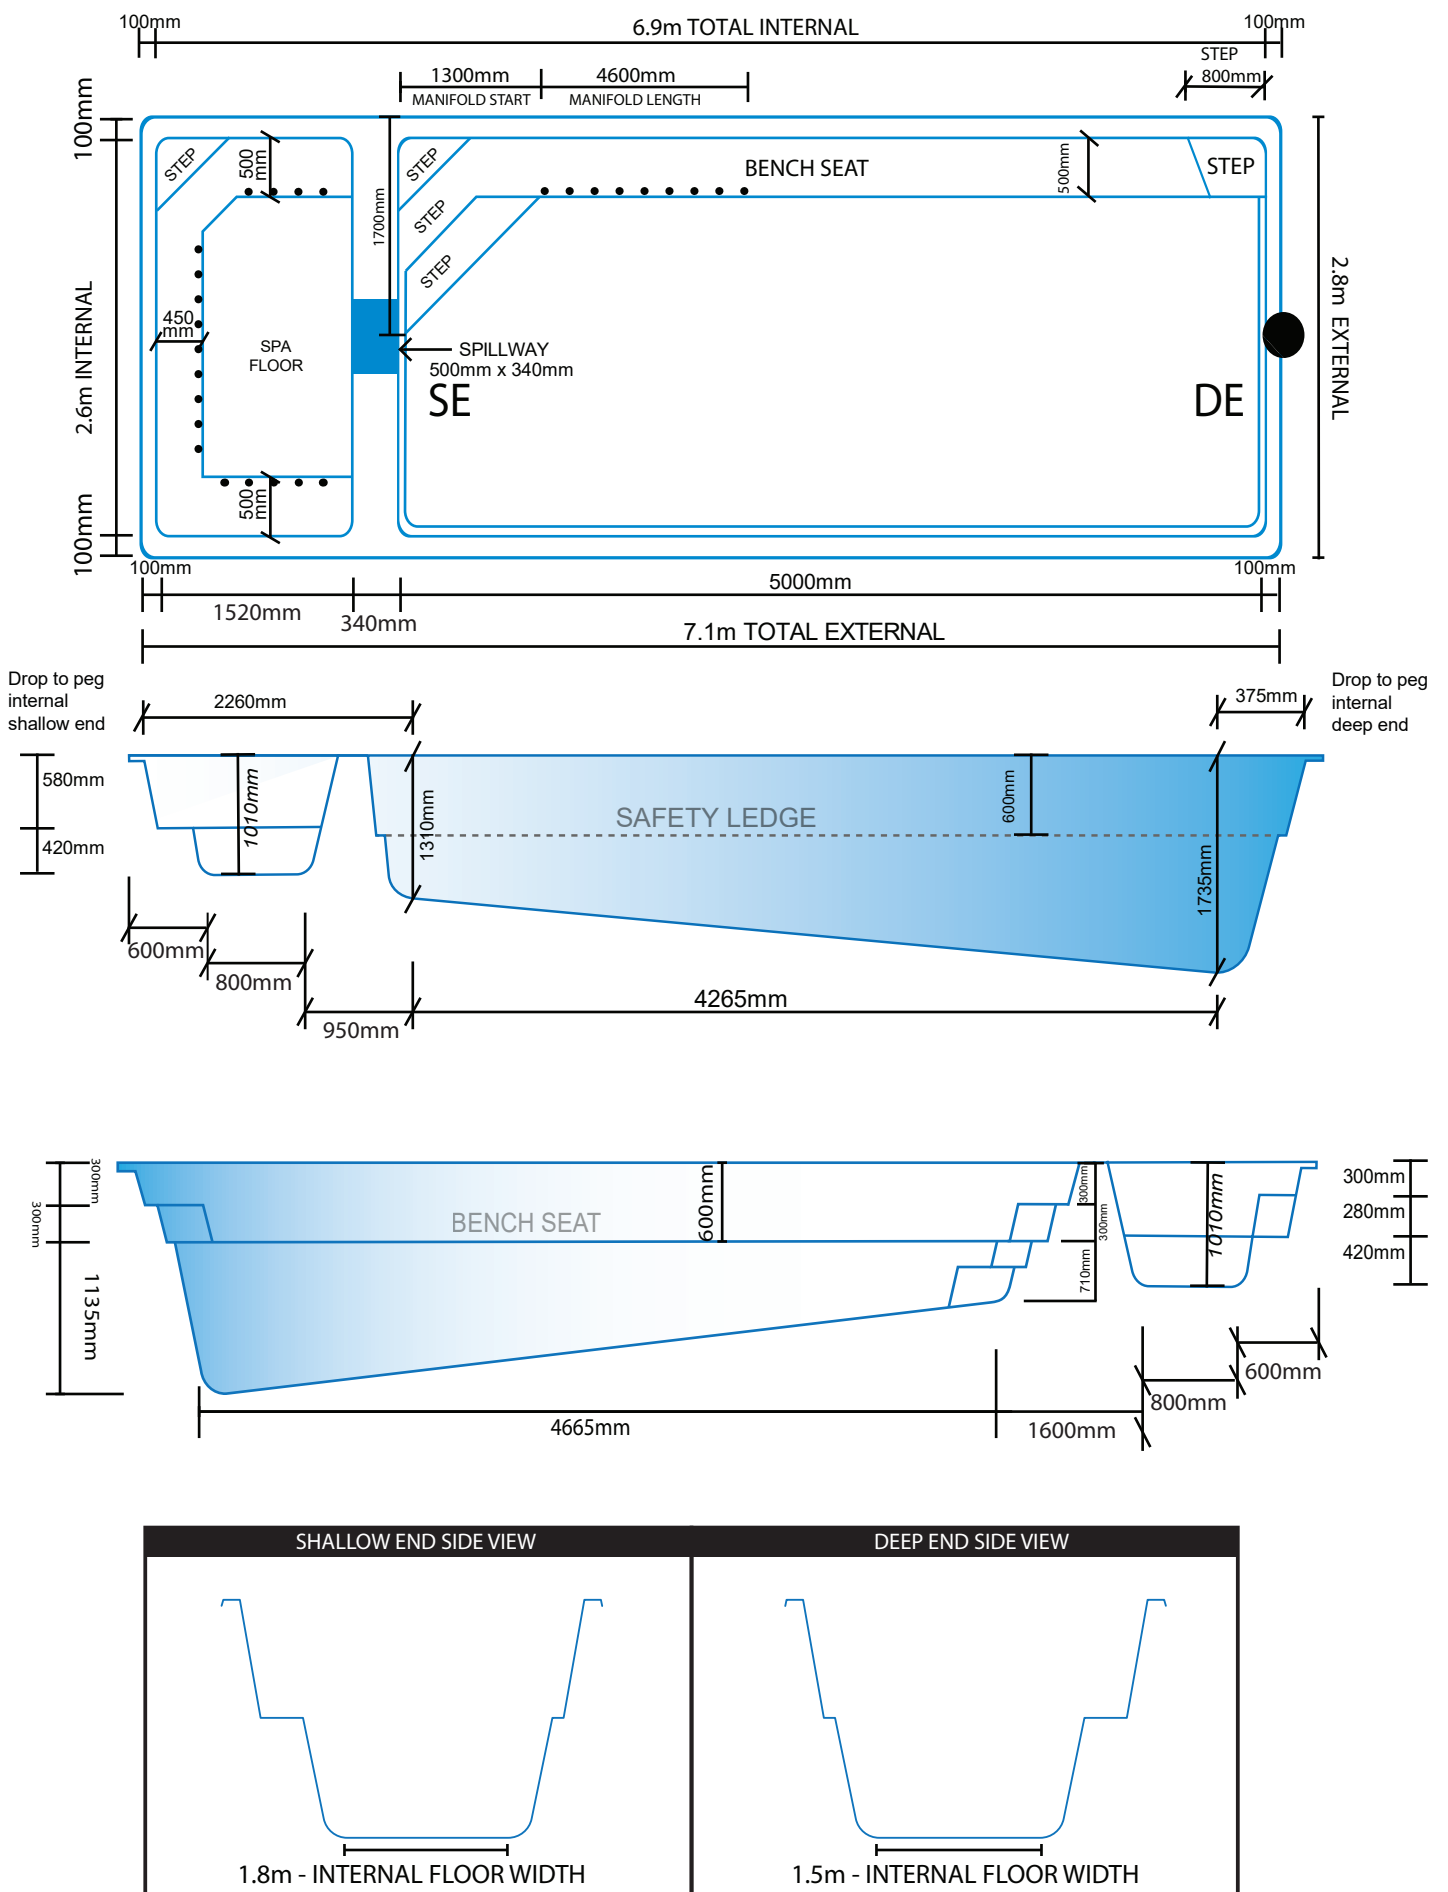 100mm
6.9m TOTAL INTERNAL
100mm
STEP
1300mm
4600mm
800mm
MANIFOLD START
MANIFOLD LENGTH
100mm
STEP
500
mm
STEP
BENCH SEAT
500mm
STEP
1700mm
STEP
STEP
2.6m INTERNAL
450
mm
SPA
FLOOR
SPILLWAY
500mm x 340mm
SE
DE
2.8m EXTERNAL
500
mm
100mm
100mm
1520mm
340mm
5000mm
100mm
7.1m TOTAL EXTERNAL
Drop to peg
internal
shallow end
2260mm
375mm
Drop to peg
internal
deep end
580mm
420mm
1010mm
1310mm
SAFETY LEDGE
600mm
1735mm
600mm
800mm
950mm
4265mm
300mm
300mm
1135mm
BENCH SEAT
600mm
300mm
300mm
710mm
1010mm
300mm
280mm
420mm
4665mm
1600mm
800mm
600mm
SHALLOW END SIDE VIEW
DEEP END SIDE VIEW
1.8m - INTERNAL FLOOR WIDTH
1.5m - INTERNAL FLOOR WIDTH